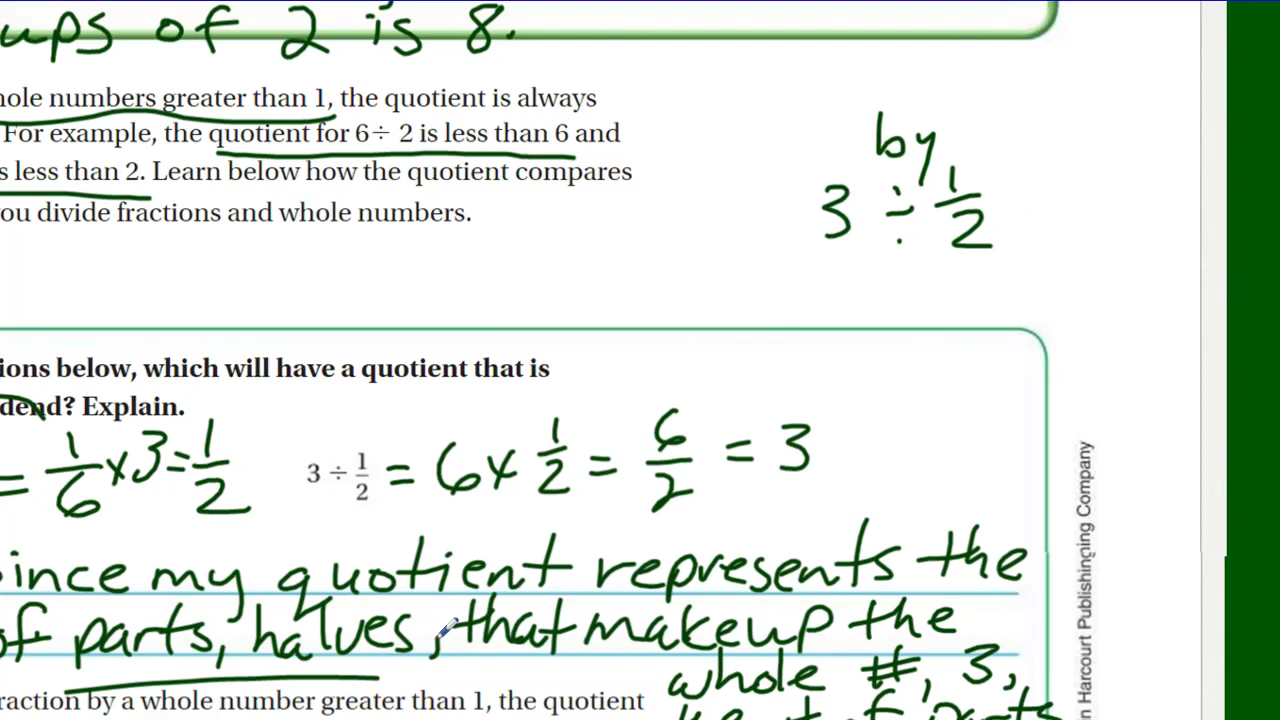 ups of 2 is 8.
hole numbers greater than 1, the quotient is always
For example, the quotient for 6 ÷ 2 is less than 6 and
s less than 2. Learn below how the quotient compares
ou divide fractions and whole numbers.
by
3 ÷ 1/2
ions below, which will have a quotient that is
dend? Explain.
= 1/6 x 3 = 1/2
3 ÷ 1/2 = 6 x 1/2 = 6/2 = 3
ince my quotient represents the
of parts, halves, that makeup the
whole #, 3,
raction by a whole number greater than 1, the quotient
of parts
n Harcourt Publishing Company